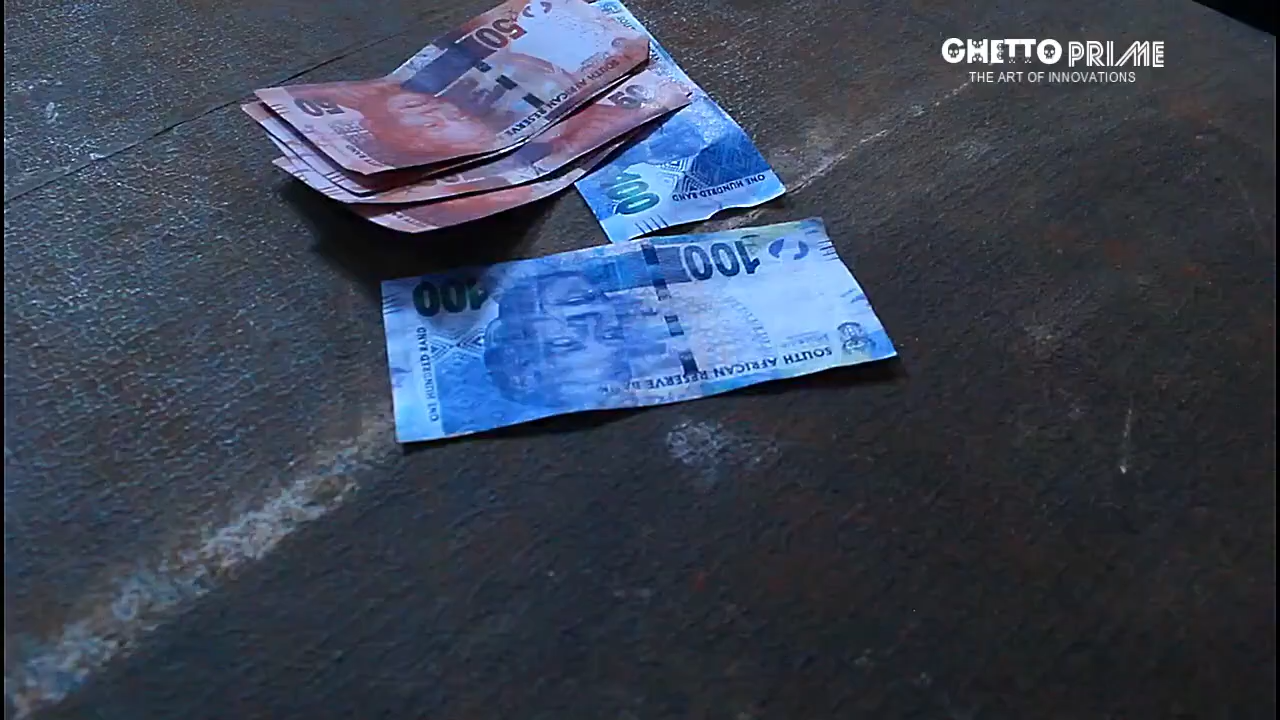 GHETTO PRIME
THE ART OF INNOVATIONS
50
SOUTH AFRICAN RESERVE
50
100
ONE HUNDRED RAND
100
100
ONE HUNDRED RAND
SOUTH AFRICAN RESERVE BANK